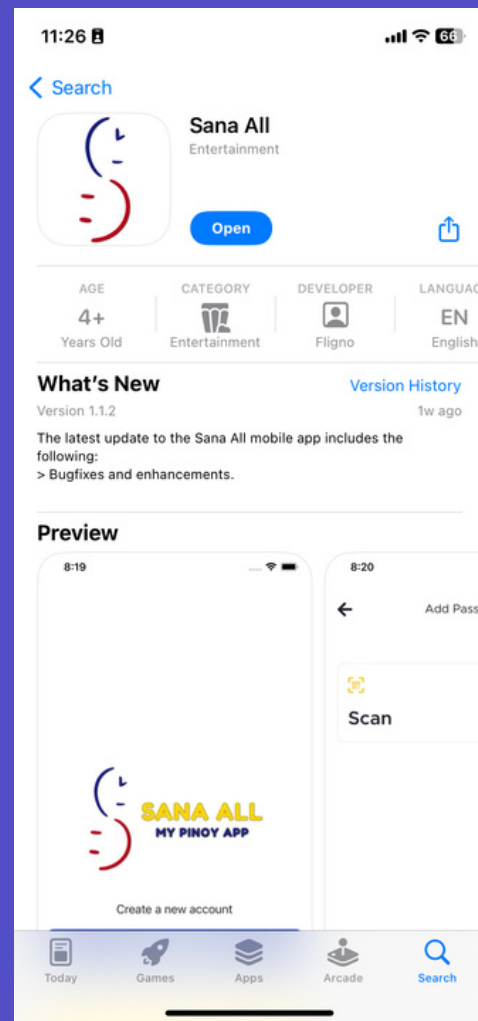 11:26 66
Search
Sana All
Entertainment
Open
AGE CATEGORY DEVELOPER LANGUAG
4+ EN
Years Old Entertainment Fligno English
What's New Version History
Version 1.1.2 1w ago
The latest update to the Sana All mobile app includes the
following:
> Bugfixes and enhancements.
Preview
8:19 8:20
Add Pass
Scan
SANA ALL
MY PINOY APP
Create a new account
Today Games Apps Arcade Search